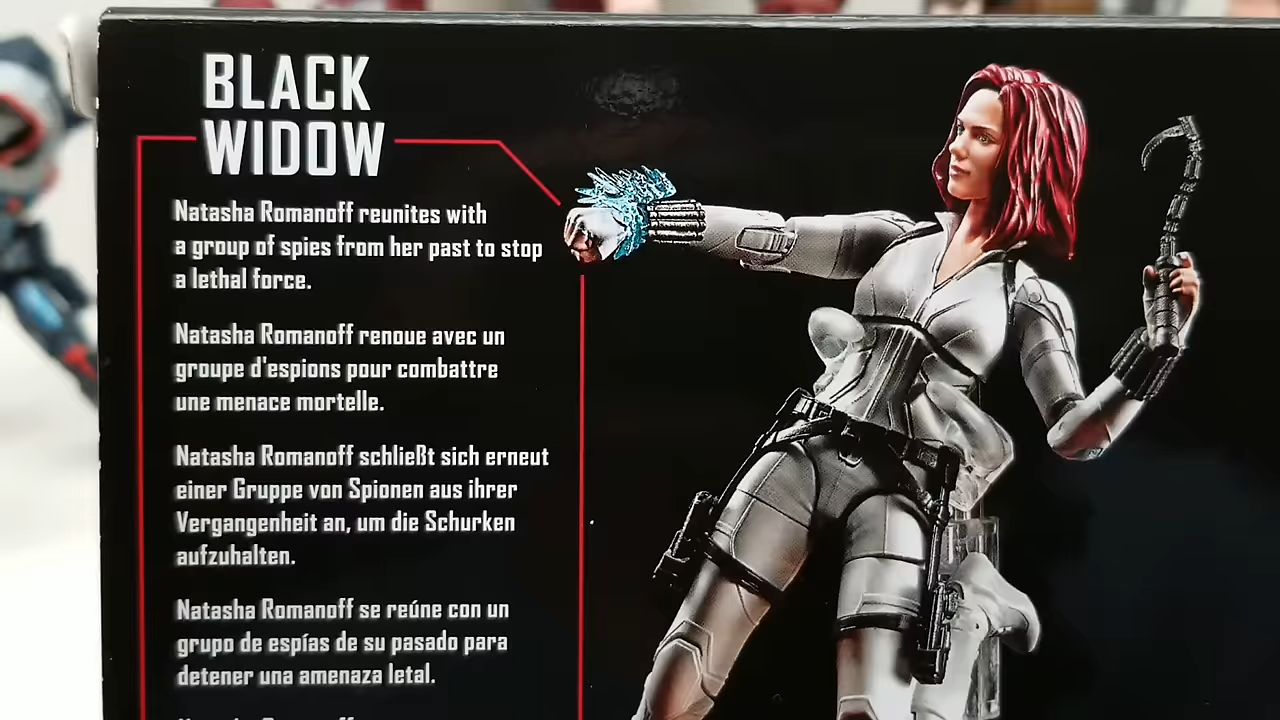 BLACK
WIDOW
Natasha Romanoff reunites with
a group of spies from her past to stop
a lethal force.
Natasha Romanoff renoue avec un
groupe d'espions pour combattre
une menace mortelle.
Natasha Romanoff schließt sich erneut
einer Gruppe von Spionen aus ihrer
Vergangenheit an, um die Schurken
aufzuhalten.
Natasha Romanoff se reúne con un
grupo de espías de su pasado para
detener una amenaza letal.